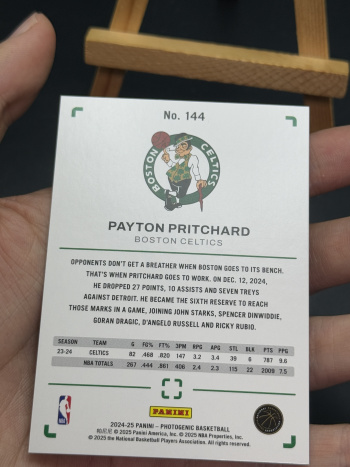 No. 144
BOSTON CELTICS
PAYTON PRITCHARD
BOSTON CELTICS
OPPONENTS DON'T GET A BREATHER WHEN BOSTON GOES TO ITS BENCH.
THAT'S WHEN PRITCHARD GOES TO WORK. ON DEC. 12, 2024,
HE DROPPED 27 POINTS, 10 ASSISTS AND SEVEN TREYS
AGAINST DETROIT. HE BECAME THE SIXTH RESERVE TO REACH
THOSE MARKS IN A GAME, JOINING JOHN STARKS, SPENCER DINWIDDIE,
GORAN DRAGIC, D'ANGELO RUSSELL AND RICKY RUBIO.
SEASON TEAM G FG% FT% 3PM RPG APG STL BLK PTS PPG
23-24 CELTICS 82 .468 .820 147 3.2 3.4 39 6 787 9.6
NBA TOTALS 267 .444 .861 406 2.4 2.3 115 22 2009 7.5
PANINI
NBA
2024-25 PANINI – PHOTOGENIC BASKETBALL
帕尼尼 © 2025 Panini America, Inc. © 2025 NBA Properties, Inc.
© 2025 the National Basketball Players Association. All rights reserved.